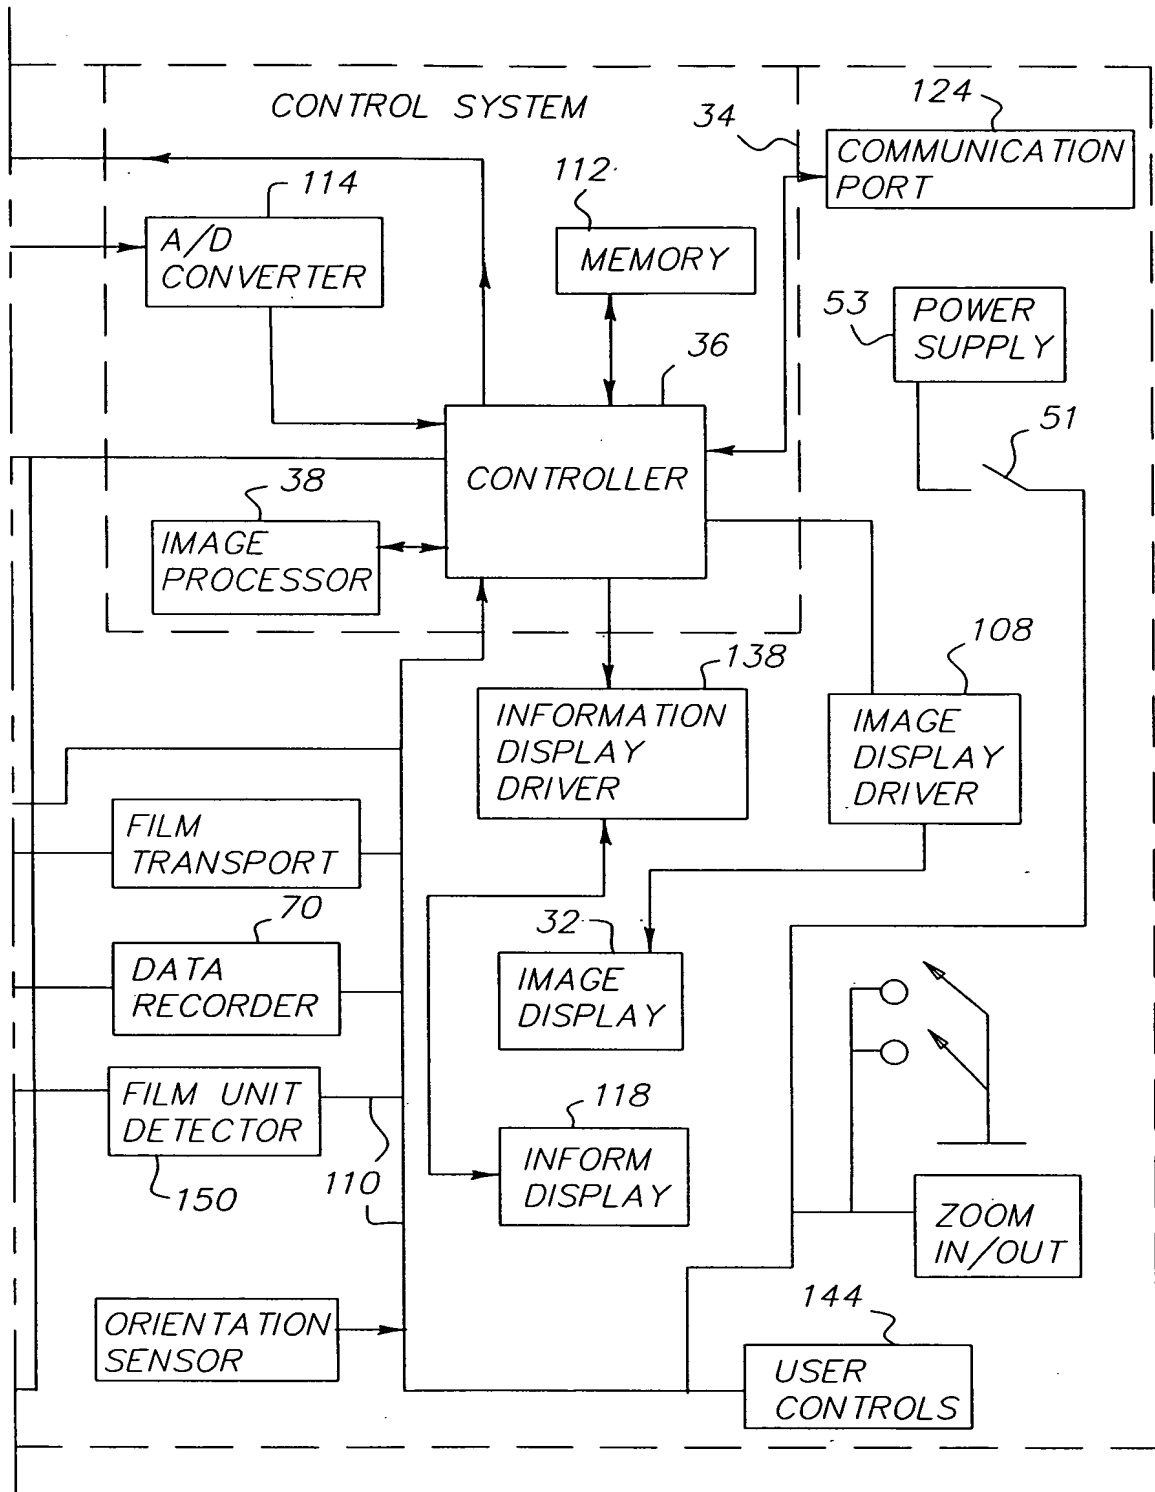 CONTROL SYSTEM
34
124
COMMUNICATION
PORT
114
A/D
CONVERTER
112
MEMORY
53
POWER
SUPPLY
36
CONTROLLER
51
38
IMAGE
PROCESSOR
138
INFORMATION
DISPLAY
DRIVER
108
IMAGE
DISPLAY
DRIVER
FILM
TRANSPORT
70
DATA
RECORDER
32
IMAGE
DISPLAY
FILM UNIT
DETECTOR
150
110
118
INFORM
DISPLAY
ZOOM
IN/OUT
ORIENTATION
SENSOR
144
USER
CONTROLS